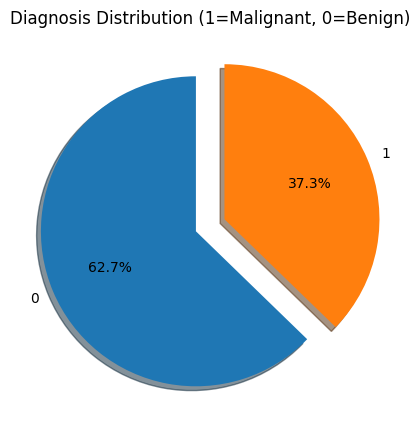 Diagnosis Distribution (1=Malignant, 0=Benign)
1
37.3%
62.7%
0